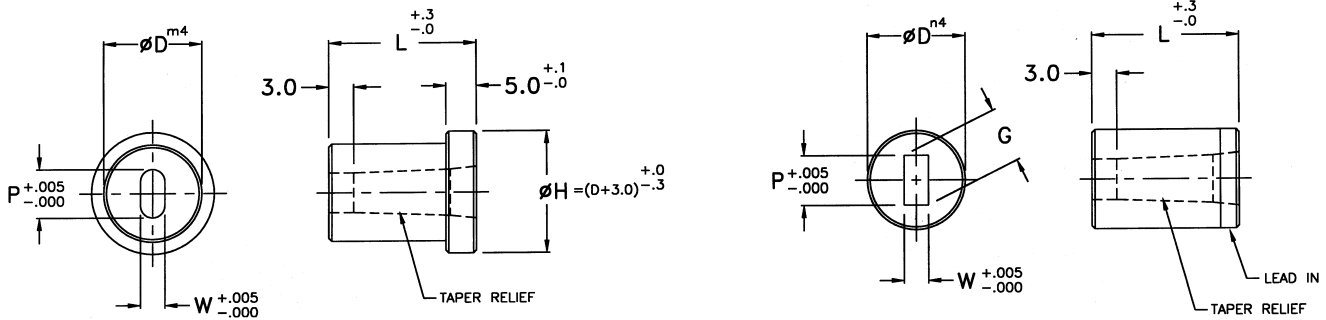 øD m4
L +.3 -.0
3.0
5.0 +.1 -.0
P +.005 -.000
øH =(D+3.0) +.0 -.3
W +.005 -.000
TAPER RELIEF
øD n4
L +.3 -.0
3.0
G
P +.005 -.000
W +.005 -.000
LEAD IN
TAPER RELIEF